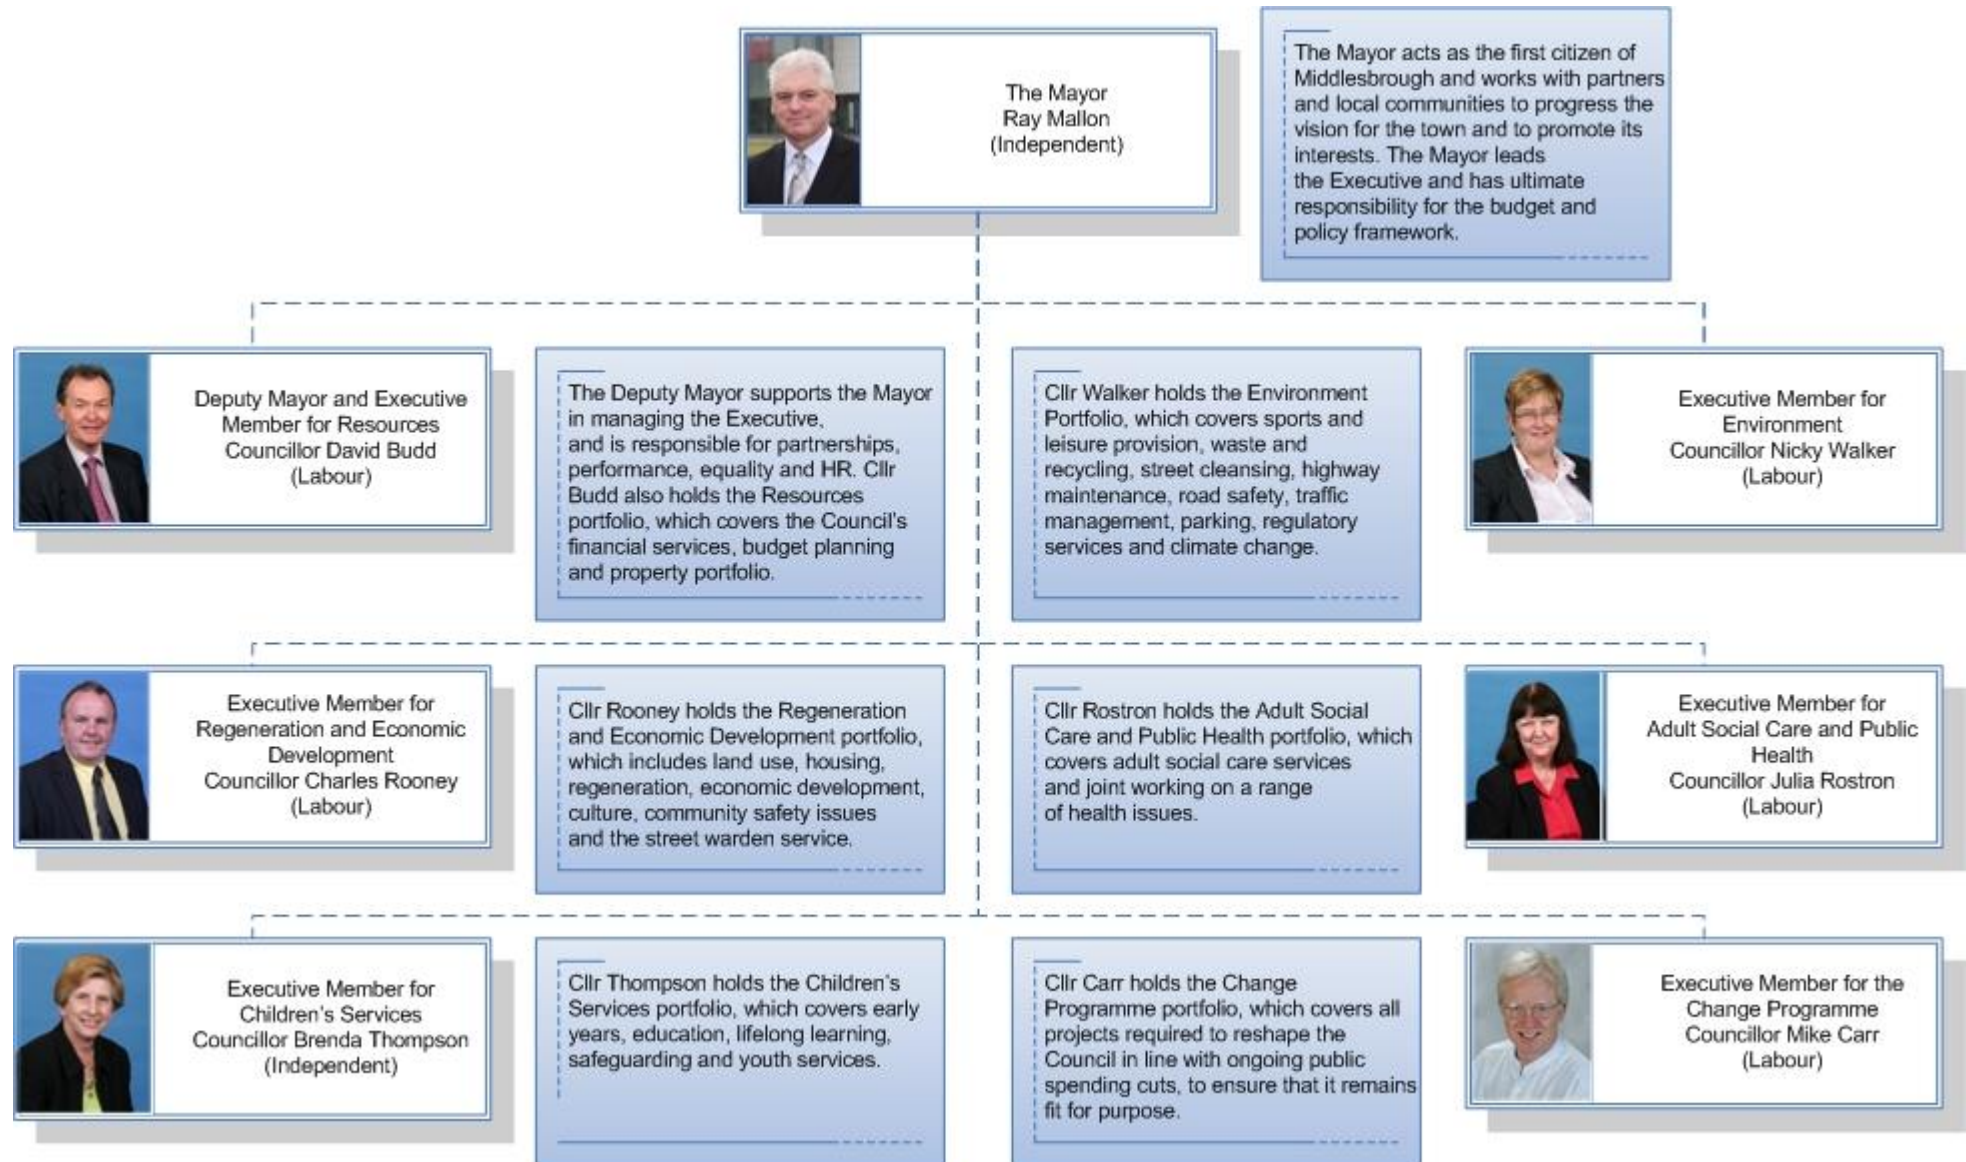 The Mayor
Ray Mallon
(Independent)
The Mayor acts as the first citizen of
Middlesbrough and works with partners
and local communities to progress the
vision for the town and to promote its
interests. The Mayor leads
the Executive and has ultimate
responsibility for the budget and
policy framework.
Deputy Mayor and Executive
Member for Resources
Councillor David Budd
(Labour)
The Deputy Mayor supports the Mayor
in managing the Executive,
and is responsible for partnerships,
performance, equality and HR. Cllr
Budd also holds the Resources
portfolio, which covers the Council's
financial services, budget planning
and property portfolio.
Cllr Walker holds the Environment
Portfolio, which covers sports and
leisure provision, waste and
recycling, street cleansing, highway
maintenance, road safety, traffic
management, parking, regulatory
services and climate change.
Executive Member for
Environment
Councillor Nicky Walker
(Labour)
Executive Member for
Regeneration and Economic
Development
Councillor Charles Rooney
(Labour)
Cllr Rooney holds the Regeneration
and Economic Development portfolio,
which includes land use, housing,
regeneration, economic development,
culture, community safety issues
and the street warden service.
Cllr Rostron holds the Adult Social
Care and Public Health portfolio, which
covers adult social care services
and joint working on a range
of health issues.
Executive Member for
Adult Social Care and Public
Health
Councillor Julia Rostron
(Labour)
Executive Member for
Children's Services
Councillor Brenda Thompson
(Independent)
Cllr Thompson holds the Children's
Services portfolio, which covers early
years, education, lifelong learning,
safeguarding and youth services.
Cllr Carr holds the Change
Programme portfolio, which covers all
projects required to reshape the
Council in line with ongoing public
spending cuts, to ensure that it remains
fit for purpose.
Executive Member for the
Change Programme
Councillor Mike Carr
(Labour)